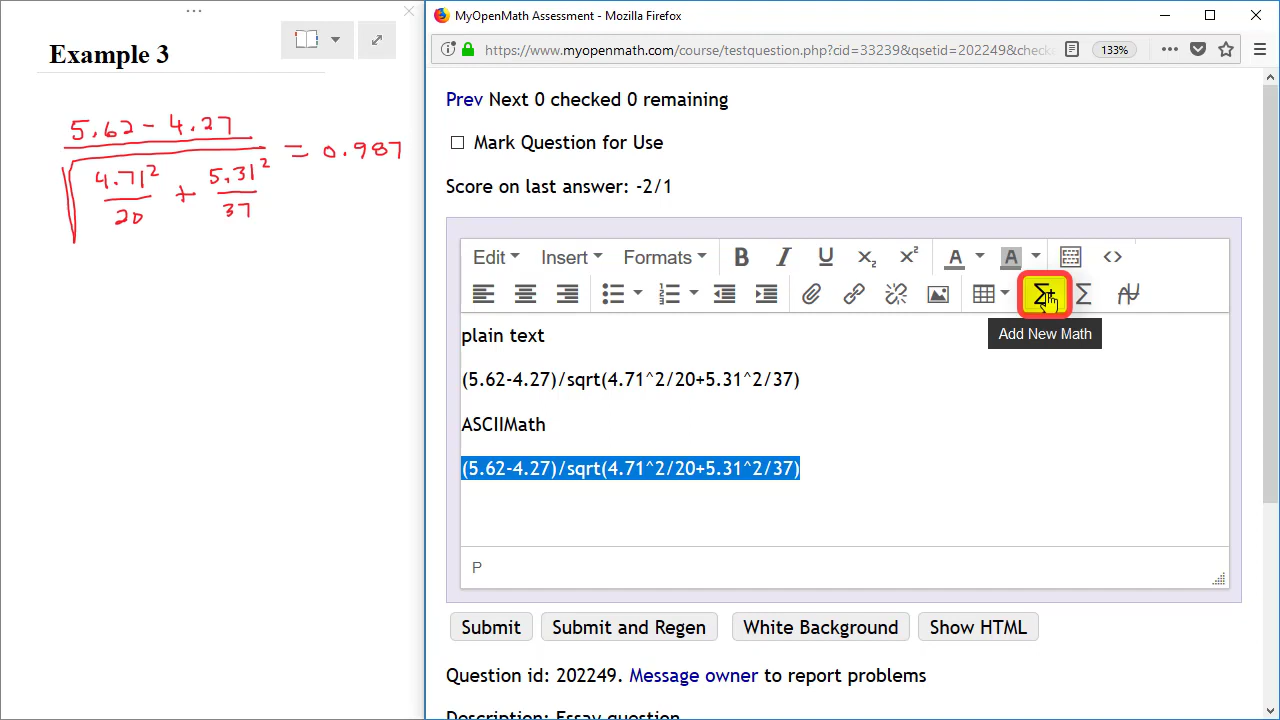 Example 3
5.62 - 4.27
4.71² + 5.31² = 0.987
20 37
MyOpenMath Assessment - Mozilla Firefox
https://www.myopenmath.com/course/testquestion.php?cid=33239&qsetid=202249&check
133%
Prev Next 0 checked 0 remaining
Mark Question for Use
Score on last answer: -2/1
Edit Insert Formats B I U X₂ X² A A <>
Add New Math
plain text
(5.62-4.27)/sqrt(4.71^2/20+5.31^2/37)
ASCIIMath
(5.62-4.27)/sqrt(4.71^2/20+5.31^2/37)
P
Submit Submit and Regen White Background Show HTML
Question id: 202249. Message owner to report problems
Description: Essay question